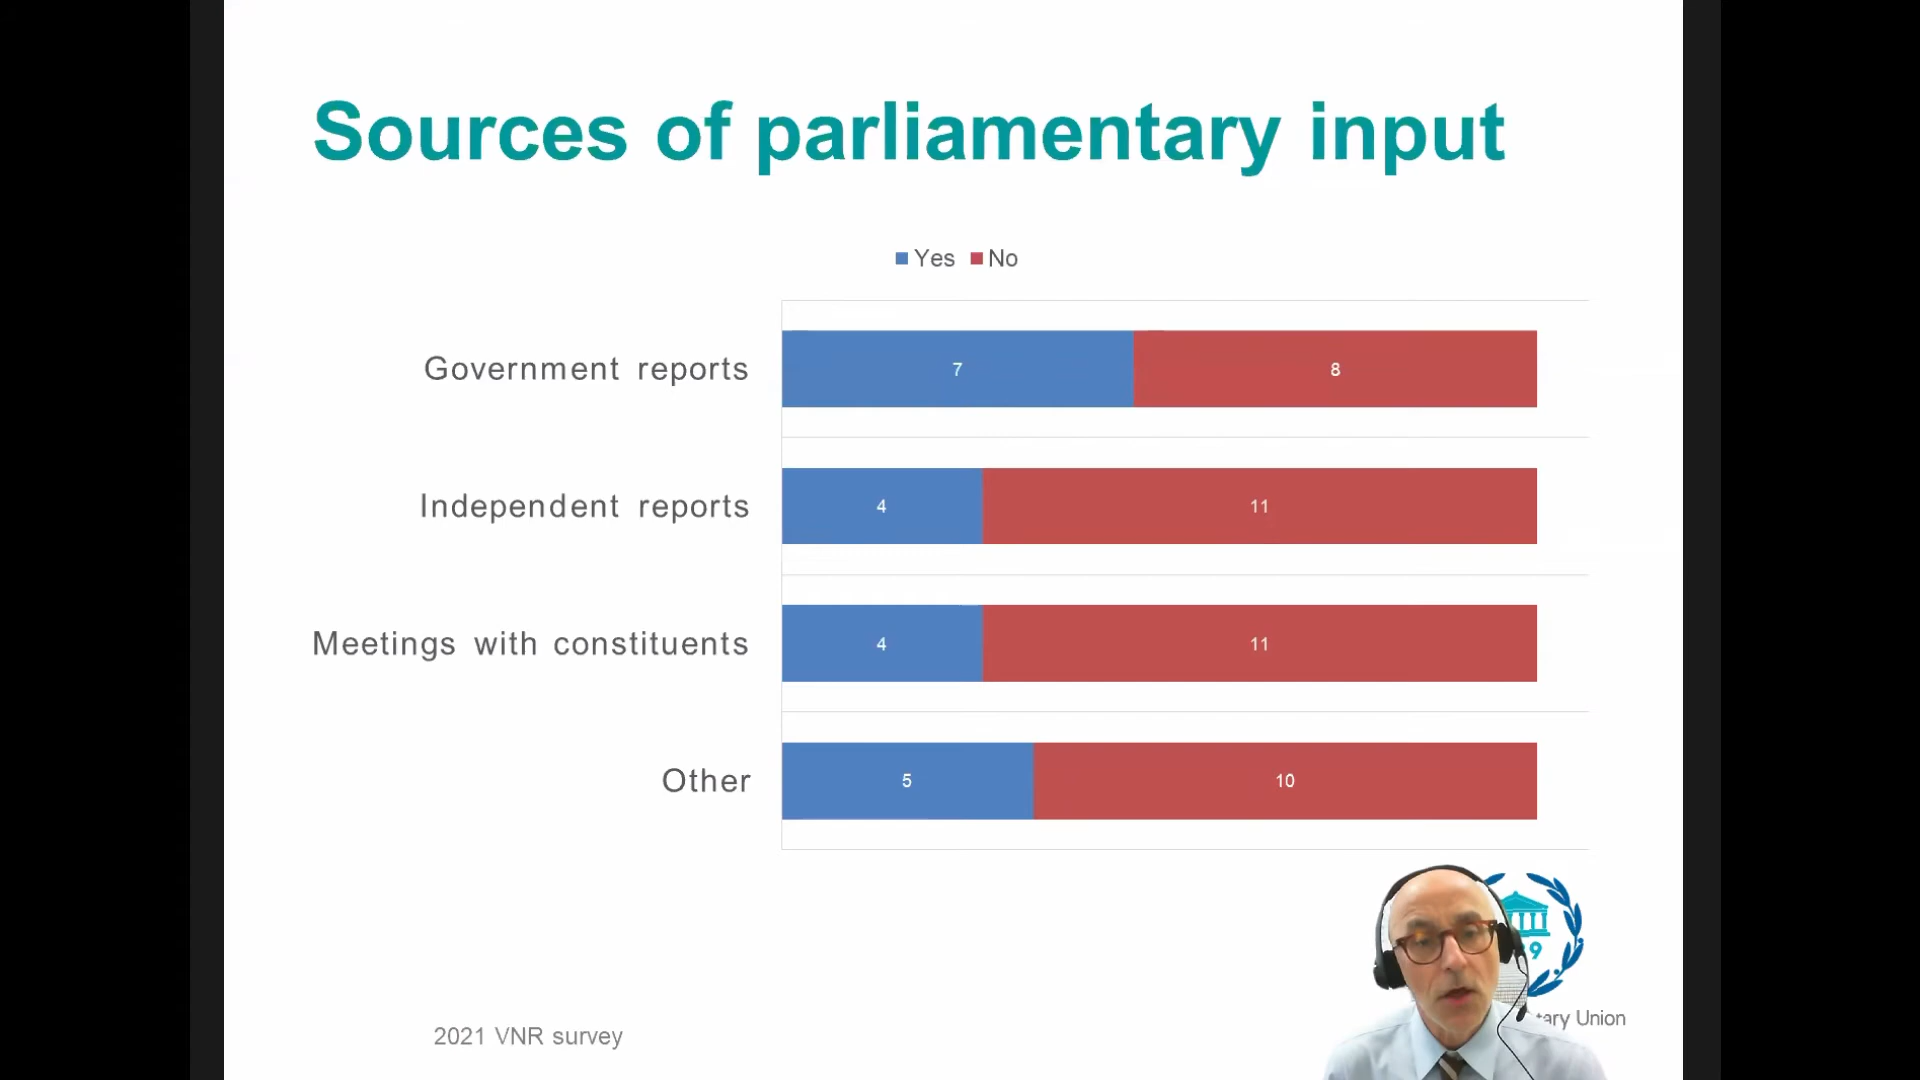 Sources of parliamentary input
Yes No
Government reports 7 8
Independent reports 4 11
Meetings with constituents 4 11
Other 5 10
9
Union
2021 VNR survey